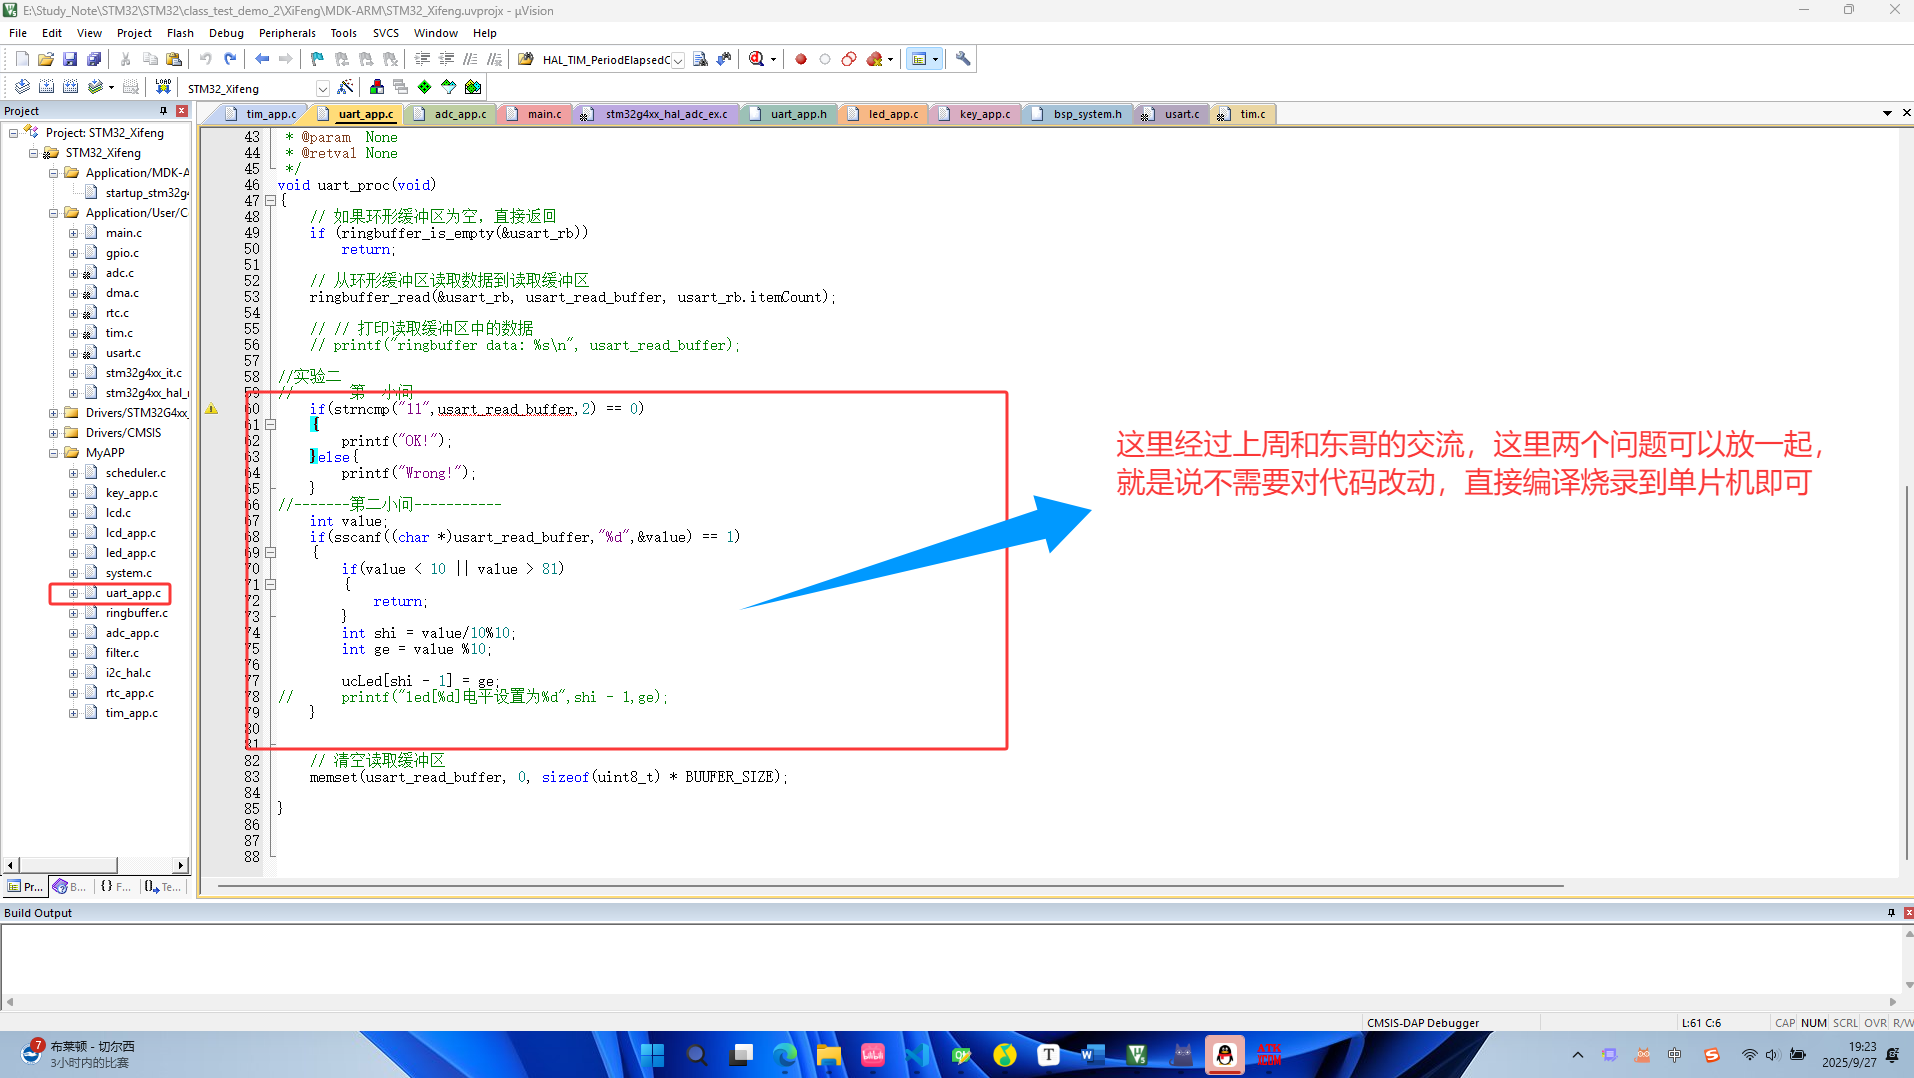 E:\Study_Note\STM32\STM32\class_test_demo_2\XiFeng\MDK-ARM\STM32_Xifeng.uvprojx - µVision
File Edit View Project Flash Debug Peripherals Tools SVCS Window Help
HAL_TIM_PeriodElapsedC
LOAD STM32_Xifeng
Project
tim_app.c uart_app.c adc_app.c main.c stm32g4xx_hal_adc_ex.c uart_app.h led_app.c key_app.c bsp_system.h usart.c tim.c
Project: STM32_Xifeng
STM32_Xifeng
Application/MDK-A
startup_stm32g
Application/User/C
main.c
gpio.c
adc.c
dma.c
rtc.c
tim.c
usart.c
stm32g4xx_it.c
stm32g4xx_hal_
Drivers/STM32G4xx_
Drivers/CMSIS
MyAPP
scheduler.c
key_app.c
lcd.c
lcd_app.c
led_app.c
system.c
uart_app.c
ringbuffer.c
adc_app.c
filter.c
i2c_hal.c
rtc_app.c
tim_app.c
Pr... B... {} F... Te...
43 * @param None
44 * @retval None
45 */
46 void uart_proc(void)
47 {
48 // 如果环形缓冲区为空，直接返回
49 if (ringbuffer_is_empty(&usart_rb))
50 return;
51
52 // 从环形缓冲区读取数据到读取缓冲区
53 ringbuffer_read(&usart_rb, usart_read_buffer, usart_rb.itemCount);
54
55 // // 打印读取缓冲区中的数据
56 // printf("ringbuffer data: %s\n", usart_read_buffer);
57
58 //实验二
59 // 第一小问
60 if(strncmp("11",usart_read_buffer,2) == 0)
61 {
62 printf("OK!");
63 }else{
64 printf("Wrong!");
65 }
66 //-------第二小问-----------
67 int value;
68 if(sscanf((char *)usart_read_buffer,"%d",&value) == 1)
69 {
70 if(value < 10 || value > 81)
71 {
72 return;
73 }
74 int shi = value/10%10;
75 int ge = value %10;
76
77 ucLed[shi - 1] = ge;
78 // printf("led[%d]电平设置为%d",shi - 1,ge);
79 }
80
81
82 // 清空读取缓冲区
83 memset(usart_read_buffer, 0, sizeof(uint8_t) * BUUFER_SIZE);
84
85 }
86
87
88
这里经过上周和东哥的交流，这里两个问题可以放一起，
就是说不需要对代码改动，直接编译烧录到单片机即可
Build Output
CMSIS-DAP Debugger L:61 C:6 CAP NUM SCRL OVR R/W
7
布莱顿 - 切尔西
3小时内的比赛
中
19:23
2025/9/27